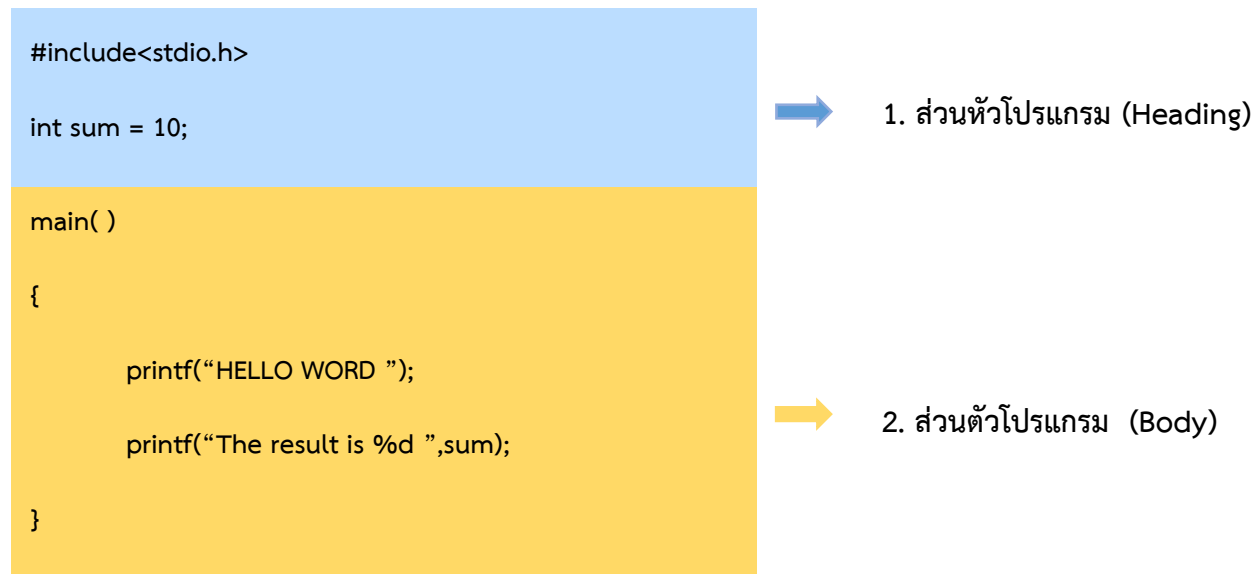 #include<stdio.h>
int sum = 10;
1. ส่วนหัวโปรแกรม (Heading)
main( )
{
printf(“HELLO WORD ”);
printf(“The result is %d ”,sum);
}
2. ส่วนตัวโปรแกรม (Body)